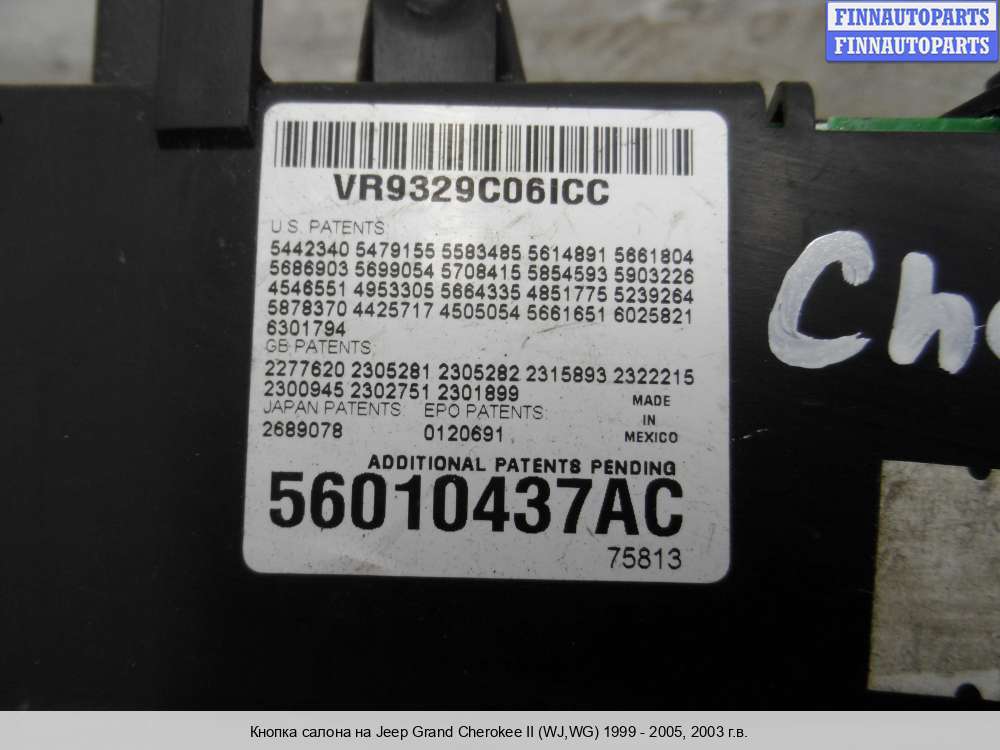 FINNAUTOPARTS
FINNAUTOPARTS
VR9329C06ICC
U.S. PATENTS:
5442340 5479155 5583485 5614891 5661804
5686903 5699054 5708415 5854593 5903226
4546551 4953305 5664335 4851775 5239264
5878370 4425717 4505054 5661651 6025821
6301794
GB PATENTS:
2277620 2305281 2305282 2315893 2322215
2300945 2302751 2301899
MADE
IN
MEXICO
JAPAN PATENTS: EPO PATENTS:
2689078 0120691
ADDITIONAL PATENTS PENDING
56010437AC
75813
Кнопка салона на Jeep Grand Cherokee II (WJ,WG) 1999 - 2005, 2003 г.в.